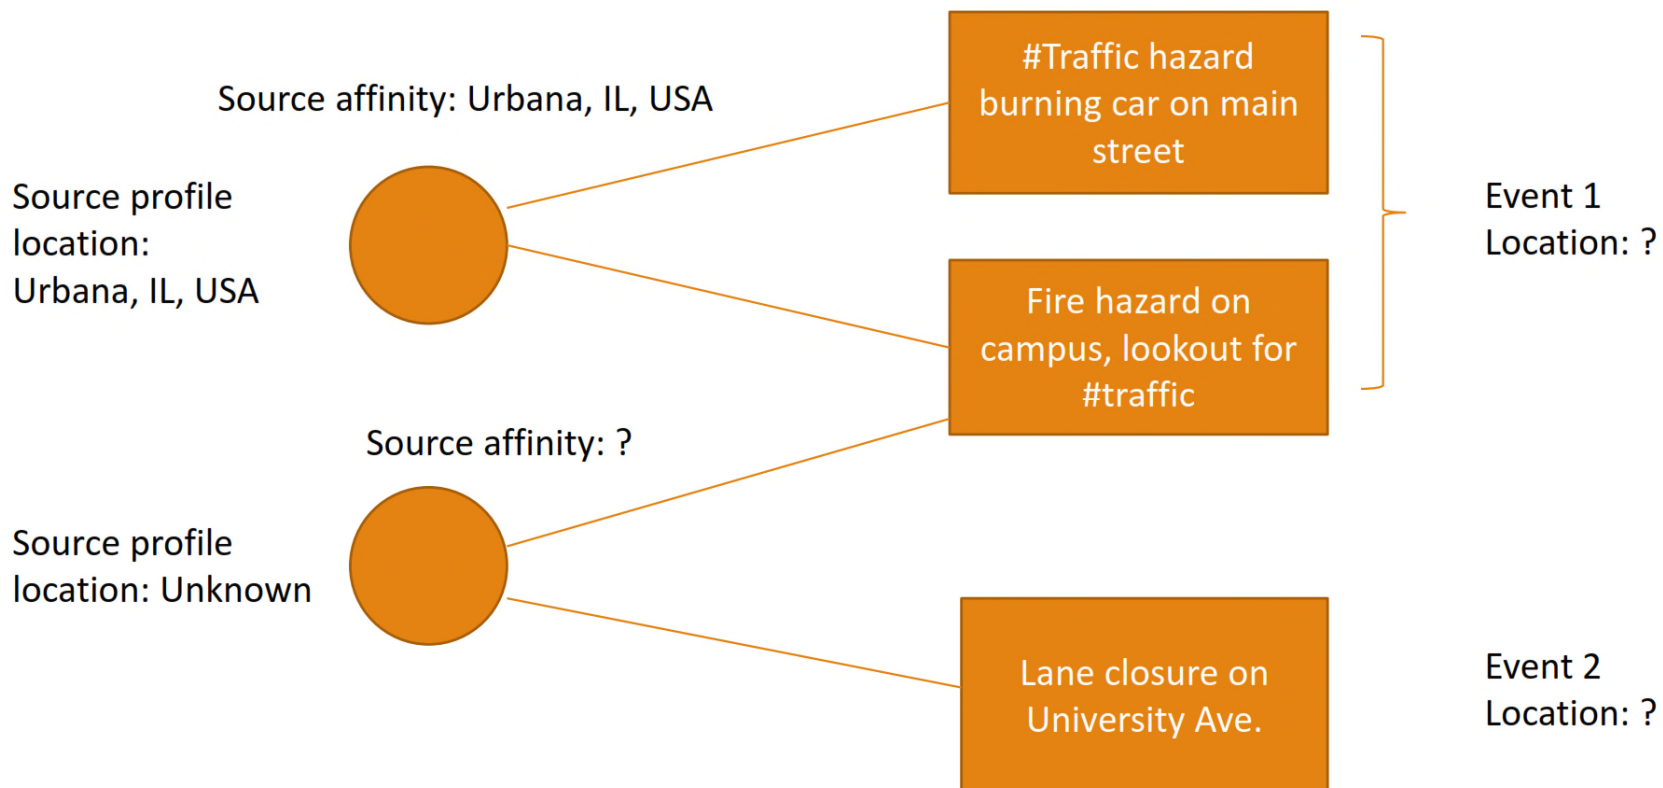 Source affinity: Urbana, IL, USA
#Traffic hazard
burning car on main
street
Source profile
location:
Urbana, IL, USA
Event 1
Location: ?
Fire hazard on
campus, lookout for
#traffic
Source affinity: ?
Source profile
location: Unknown
Lane closure on
University Ave.
Event 2
Location: ?